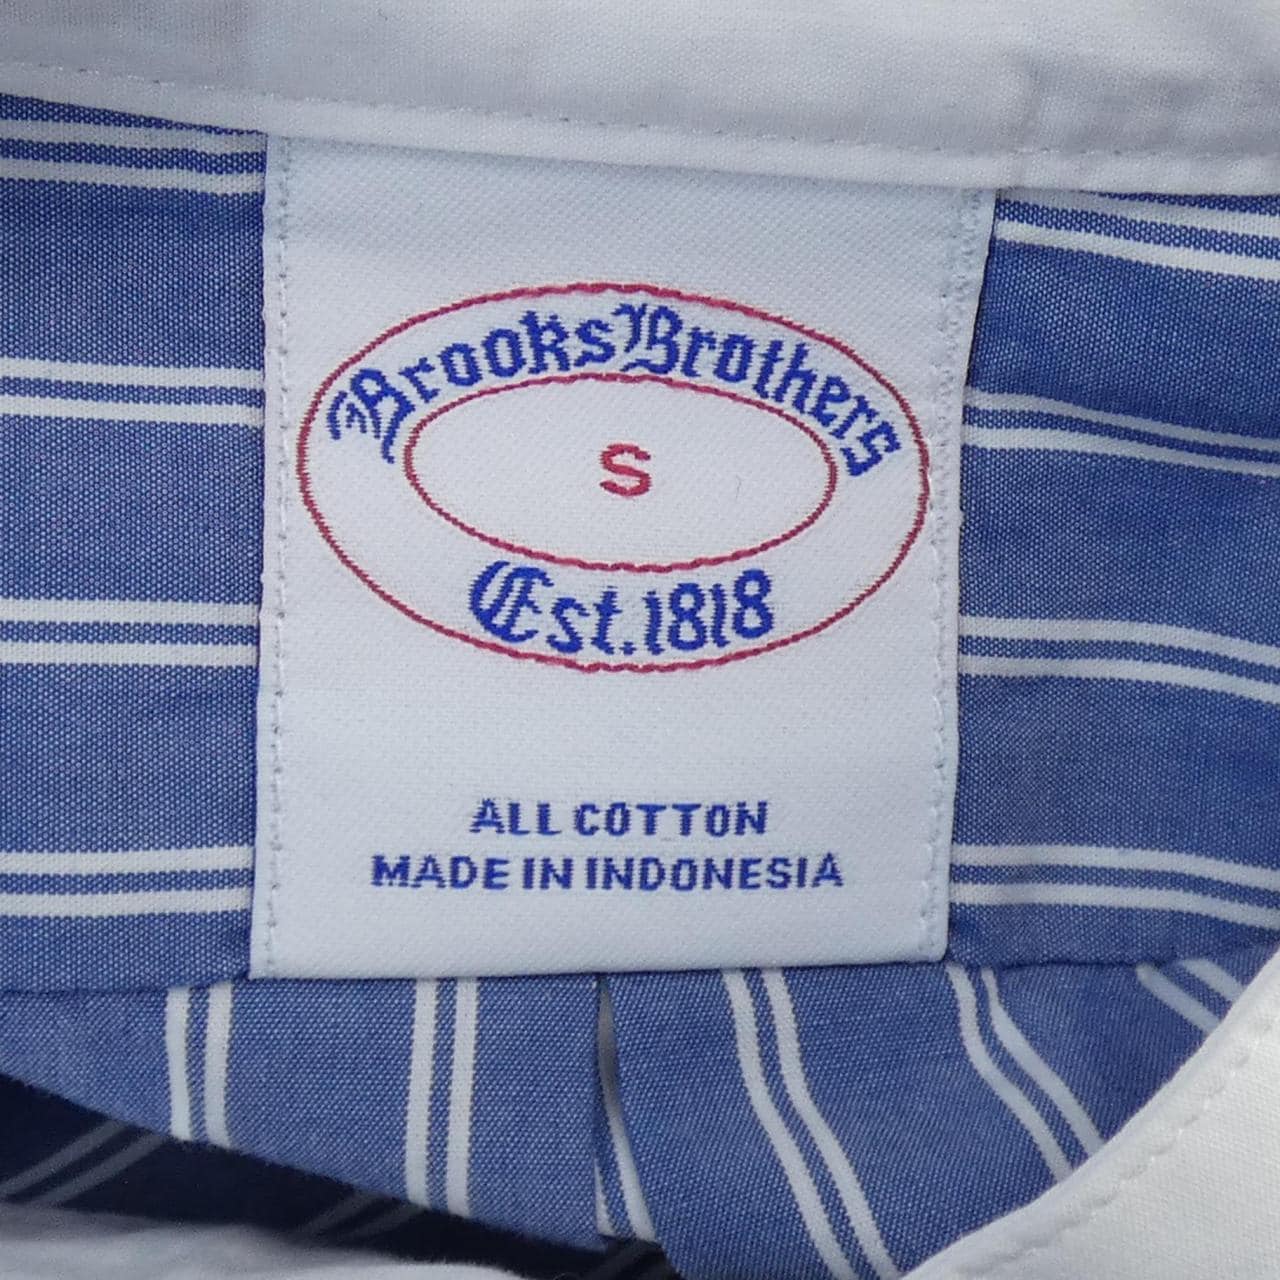 Brooks Brothers
S
Est.1818
ALL COTTON
MADE IN INDONESIA